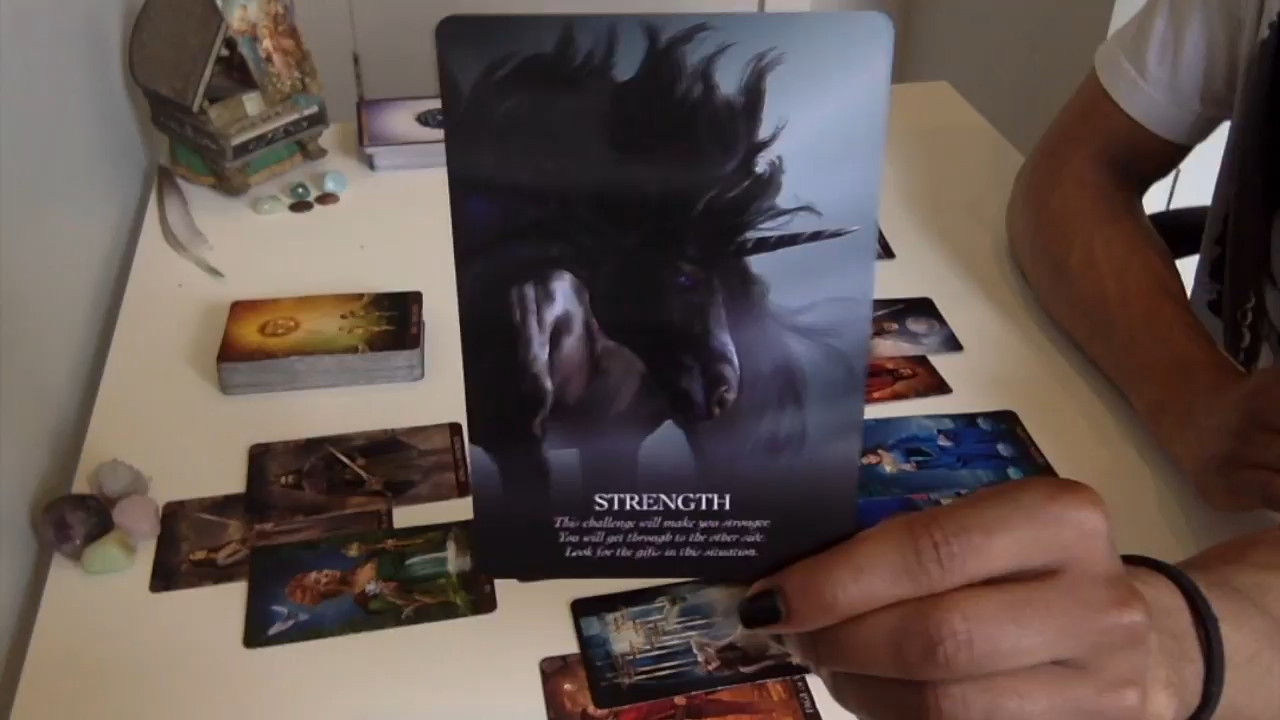 STRENGTH
This challenge will make you stronger.
You will get through to the other side.
Look for the gifts in this situation.